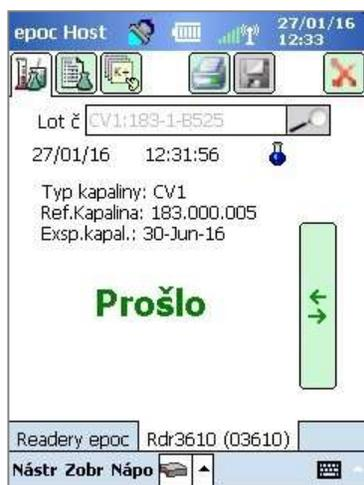 epoc Host 27/01/16
12:33
K+
Lot č CV1:183-1-B525
27/01/16 12:31:56
Typ kapaliny: CV1
Ref.Kapalina: 183.000.005
Exsp.kapal.: 30-Jun-16
Prošlo
Readery epoc Rdr3610 (03610)
Nástr Zobr Nápo